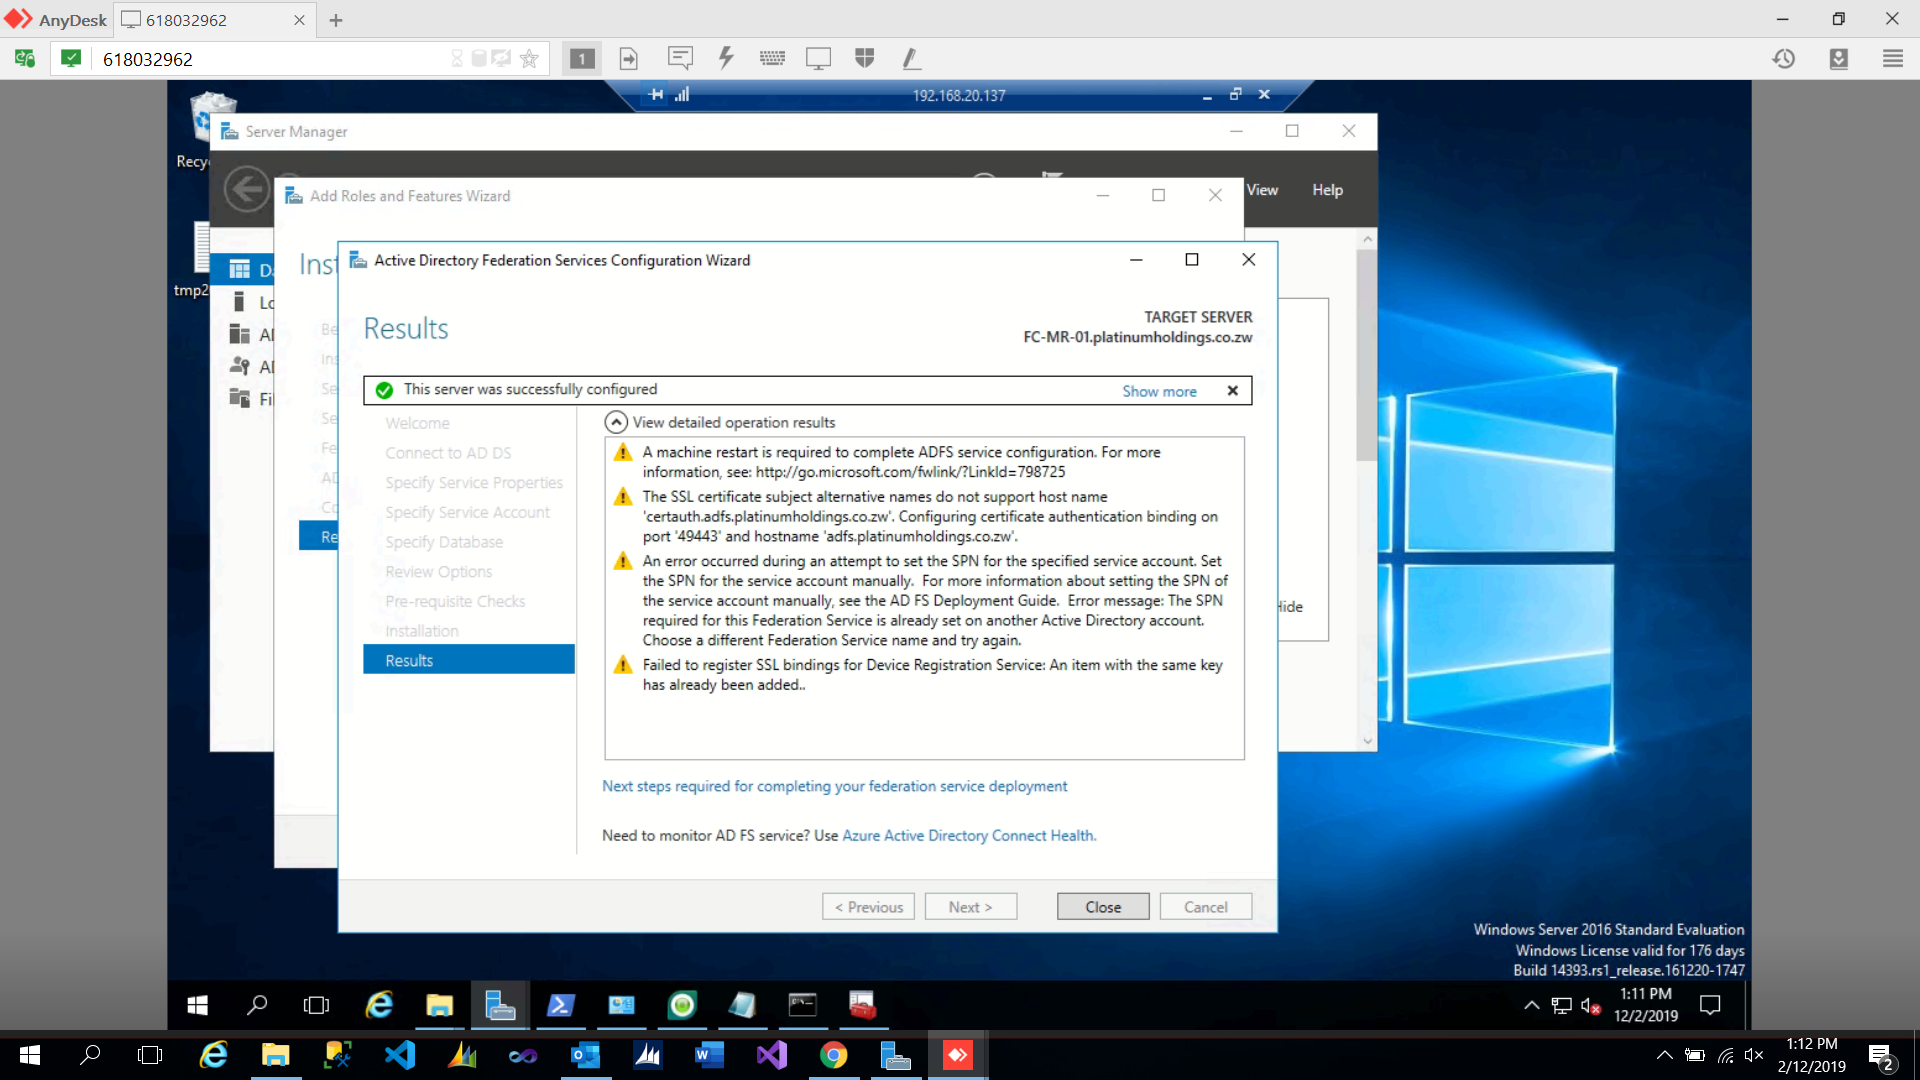 AnyDesk
618032962
618032962
1
192.168.20.137
Recy
Server Manager
View
Help
Add Roles and Features Wizard
Inst
tmp2
Active Directory Federation Services Configuration Wizard
Results
TARGET SERVER
FC-MR-01.platinumholdings.co.zw
This server was successfully configured
Show more
Welcome
Connect to AD DS
Specify Service Properties
Specify Service Account
Specify Database
Review Options
Pre-requisite Checks
Installation
Results
View detailed operation results
A machine restart is required to complete ADFS service configuration. For more
information, see: http://go.microsoft.com/fwlink/?LinkId=798725
The SSL certificate subject alternative names do not support host name
'certauth.adfs.platinumholdings.co.zw'. Configuring certificate authentication binding on
port '49443' and hostname 'adfs.platinumholdings.co.zw'.
An error occurred during an attempt to set the SPN for the specified service account. Set
the SPN for the service account manually. For more information about setting the SPN of
the service account manually, see the AD FS Deployment Guide. Error message: The SPN
required for this Federation Service is already set on another Active Directory account.
Choose a different Federation Service name and try again.
Failed to register SSL bindings for Device Registration Service: An item with the same key
has already been added..
Next steps required for completing your federation service deployment
Need to monitor AD FS service? Use Azure Active Directory Connect Health.
< Previous
Next >
Close
Cancel
Windows Server 2016 Standard Evaluation
Windows License valid for 176 days
Build 14393.rs1_release.161220-1747
1:11 PM
12/2/2019
1:12 PM
2/12/2019
2